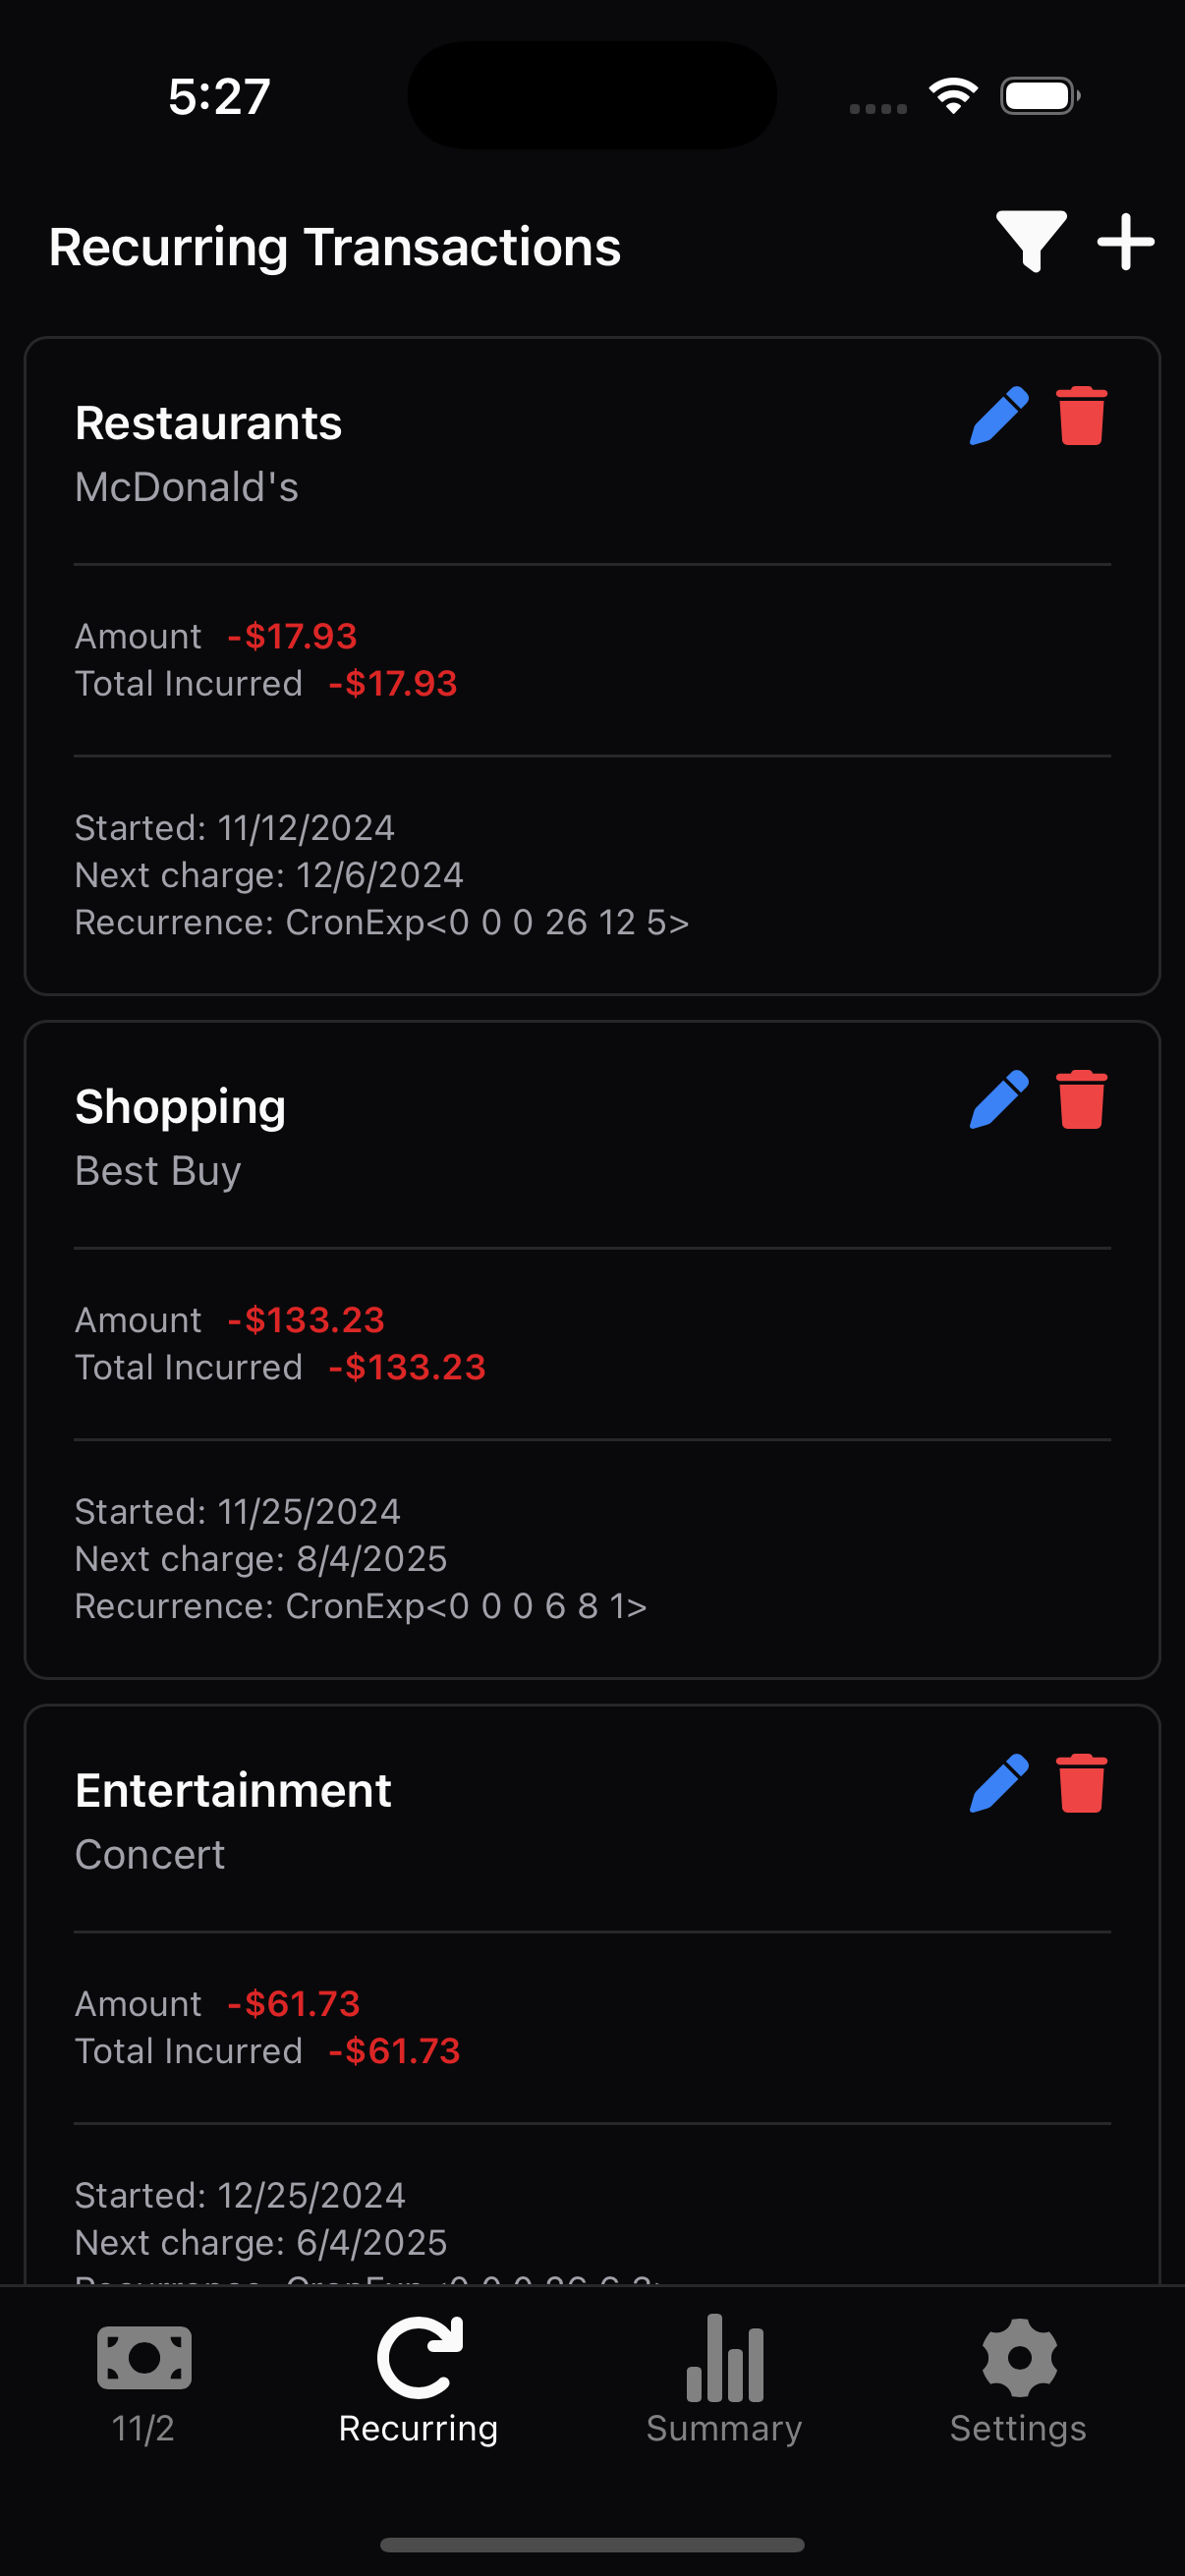 5:27
Recurring Transactions
Restaurants
McDonald's
Amount -$17.93
Total Incurred -$17.93
Started: 11/12/2024
Next charge: 12/6/2024
Recurrence: CronExp<0 0 0 26 12 5>
Shopping
Best Buy
Amount -$133.23
Total Incurred -$133.23
Started: 11/25/2024
Next charge: 8/4/2025
Recurrence: CronExp<0 0 0 6 8 1>
Entertainment
Concert
Amount -$61.73
Total Incurred -$61.73
Started: 12/25/2024
Next charge: 6/4/2025
11/2
Recurring
Summary
Settings